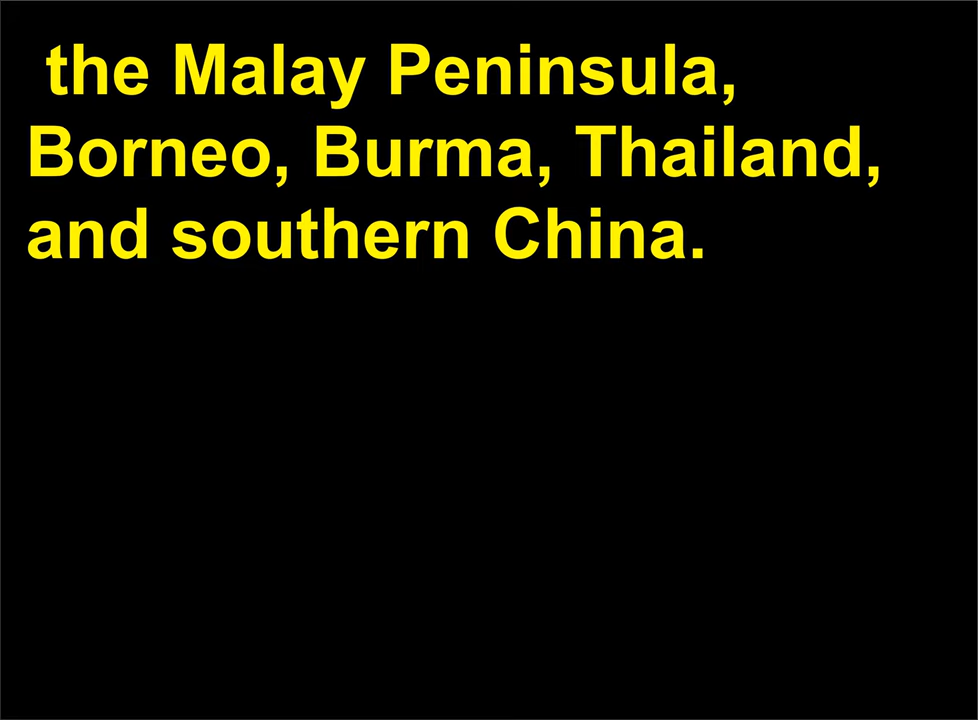 the Malay Peninsula,
Borneo, Burma, Thailand,
and southern China.